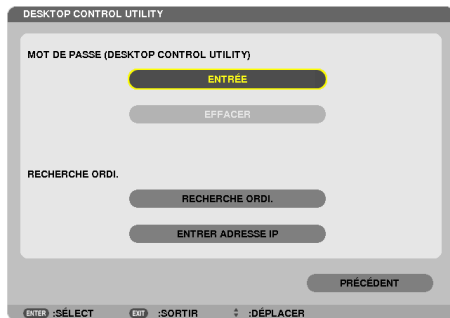 DESKTOP CONTROL UTILITY
MOT DE PASSE (DESKTOP CONTROL UTILITY)
ENTRÉE
EFFACER
RECHERCHE ORDI.
RECHERCHE ORDI.
ENTRER ADRESSE IP
PRÉCÉDENT
ENTER :SÉLECT EXIT :SORTIR :DÉPLACER